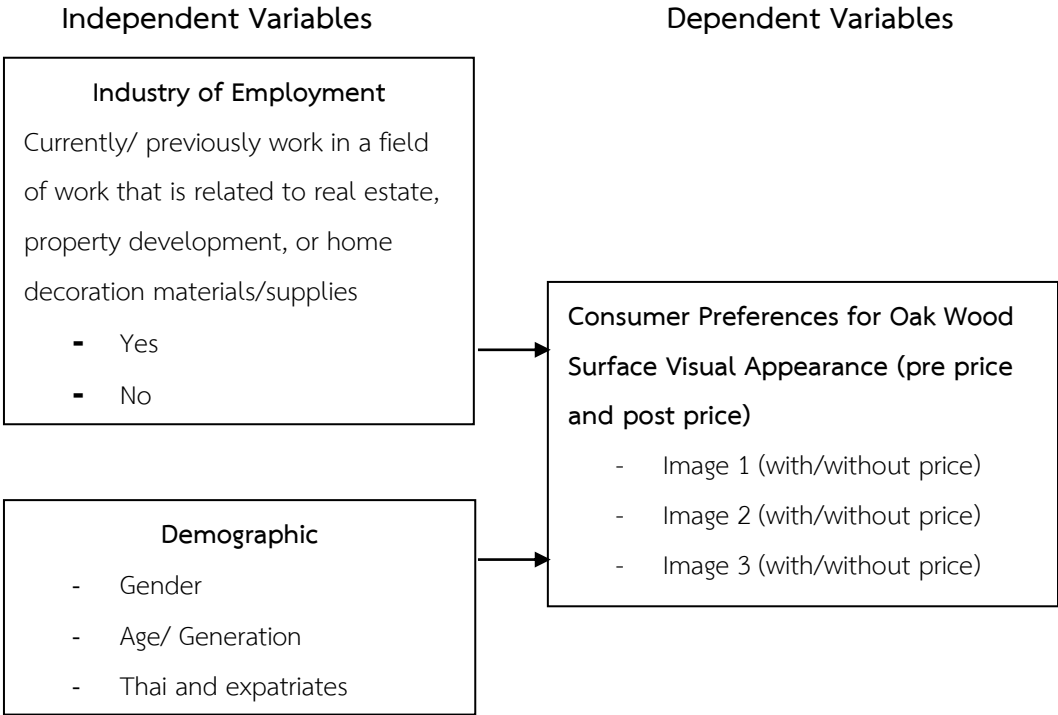 Independent Variables
Dependent Variables
Industry of Employment
Currently/ previously work in a field
of work that is related to real estate,
property development, or home
decoration materials/supplies
- Yes
- No
Demographic
- Gender
- Age/ Generation
- Thai and expatriates
Consumer Preferences for Oak Wood
Surface Visual Appearance (pre price
and post price)
- Image 1 (with/without price)
- Image 2 (with/without price)
- Image 3 (with/without price)